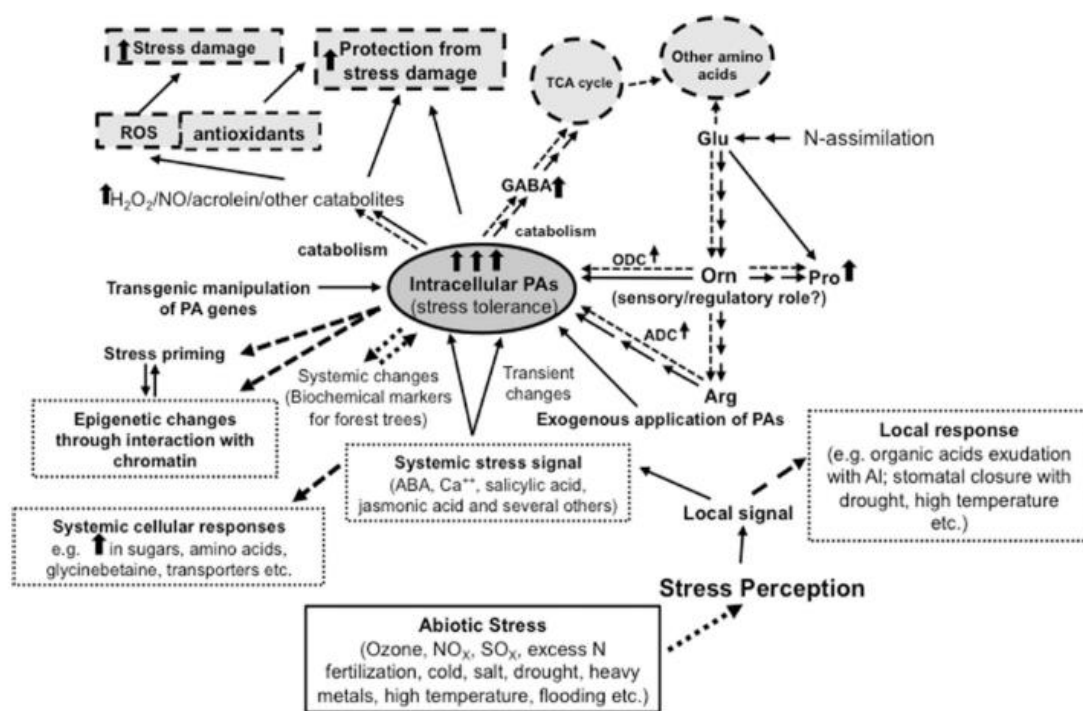 Stress damage
Protection from
stress damage
TCA cycle
Other amino
acids
ROS
antioxidants
Glu
N-assimilation
GABA
H₂O₂/NO/acrolein/other catabolites
catabolism
catabolism
ODC
Orn
Pro
Intracellular PAs
(stress tolerance)
(sensory/regulatory role?)
Transgenic manipulation
of PA genes
ADC
Stress priming
Systemic changes
(Biochemical markers
for forest trees)
Transient
changes
Arg
Exogenous application of PAs
Epigenetic changes
through interaction with
chromatin
Local response
(e.g. organic acids exudation
with Al; stomatal closure with
drought, high temperature
etc.)
Systemic stress signal
(ABA, Ca⁺⁺, salicylic acid,
jasmonic acid and several others)
Local signal
Systemic cellular responses
e.g. in sugars, amino acids,
glycinebetaine, transporters etc.
Stress Perception
Abiotic Stress
(Ozone, NOₓ, SOₓ, excess N
fertilization, cold, salt, drought, heavy
metals, high temperature, flooding etc.)